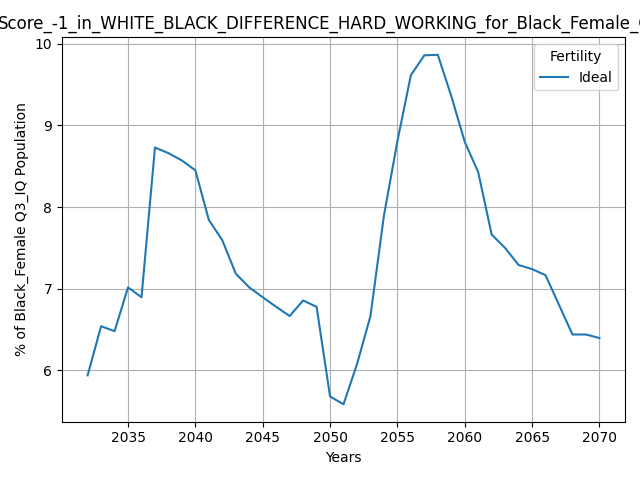 Score_-1_in_WHITE_BLACK_DIFFERENCE_HARD_WORKING_for_Black_Female_
10
9
8
7
6
% of Black_Female Q3_IQ Population
Fertility
Ideal
2035 2040 2045 2050 2055 2060 2065 2070
Years